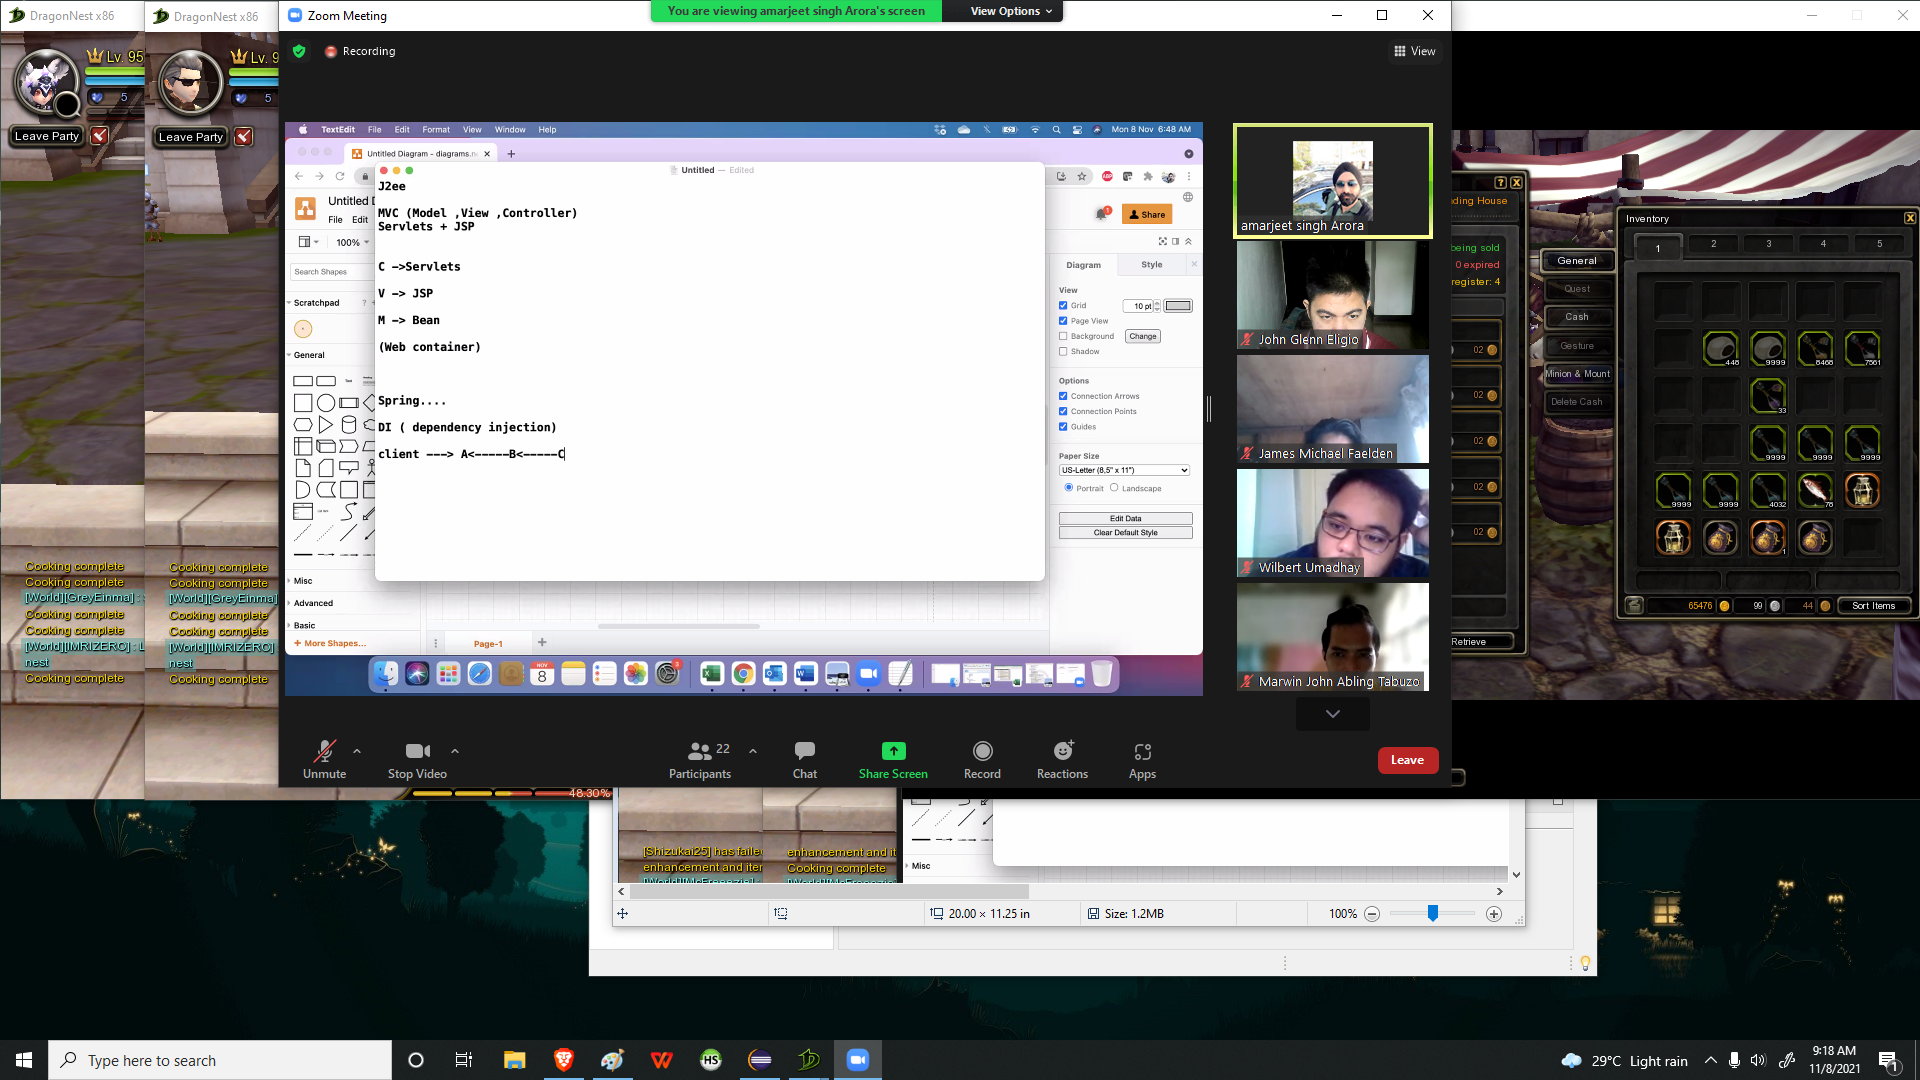 DragonNest x86
DragonNest x86
Zoom Meeting
You are viewing amarjeet singh Arora's screen
View Options
Lv. 95
5
Leave Party
Lv. 9
5
Leave Party
Recording
View
TextEdit File Edit Format View Window Help
Mon 8 Nov 6:48 AM
Untitled Diagram - diagrams.n
Untitled — Edited
Untitled D
File Edit
100%
Search Shapes
Scratchpad
General
Misc
Advanced
Basic
+ More Shapes...
Page-1
J2ee
MVC (Model ,View ,Controller)
Servlets + JSP
C ->Servlets
V -> JSP
M -> Bean
(Web container)
Spring....
DI ( dependency injection)
client ---> A<-----B<-----C
1
Share
Diagram
Style
View
Grid
10 pt
Page View
Background
Change
Shadow
Options
Connection Arrows
Connection Points
Guides
Paper Size
US-Letter (8,5" x 11")
Portrait
Landscape
Edit Data
Clear Default Style
NOV
8
3
amarjeet singh Arora
John Glenn Eligio
James Michael Faelden
Wilbert Umadhay
Marwin John Abling Tabuzo
Unmute
Stop Video
22
Participants
Chat
Share Screen
Record
Reactions
Apps
Leave
Cooking complete
Cooking complete
[World][GreyEinma] :
Cooking complete
Cooking complete
[World][IMRIZERO] : L
nest
Cooking complete
Cooking complete
Cooking complete
[World][GreyEinma]
Cooking complete
Cooking complete
[World][IMRIZERO]
nest
Cooking complete
48.30%
ading House
being sold
0 expired
register: 4
02
02
02
02
02
Retrieve
General
Quest
Cash
Gesture
Minion & Mount
Delete Cash
Inventory
1
2
3
4
5
448
9999
8468
7561
33
9999
9999
9999
9999
4032
76
1
65476
99
44
Sort Items
[Shizukai25] has faile
enhancement and iter
enhancement and it
Cooking complete
Misc
20.00 × 11.25 in
Size: 1.2MB
100%
Type here to search
29°C Light rain
9:18 AM
11/8/2021
1